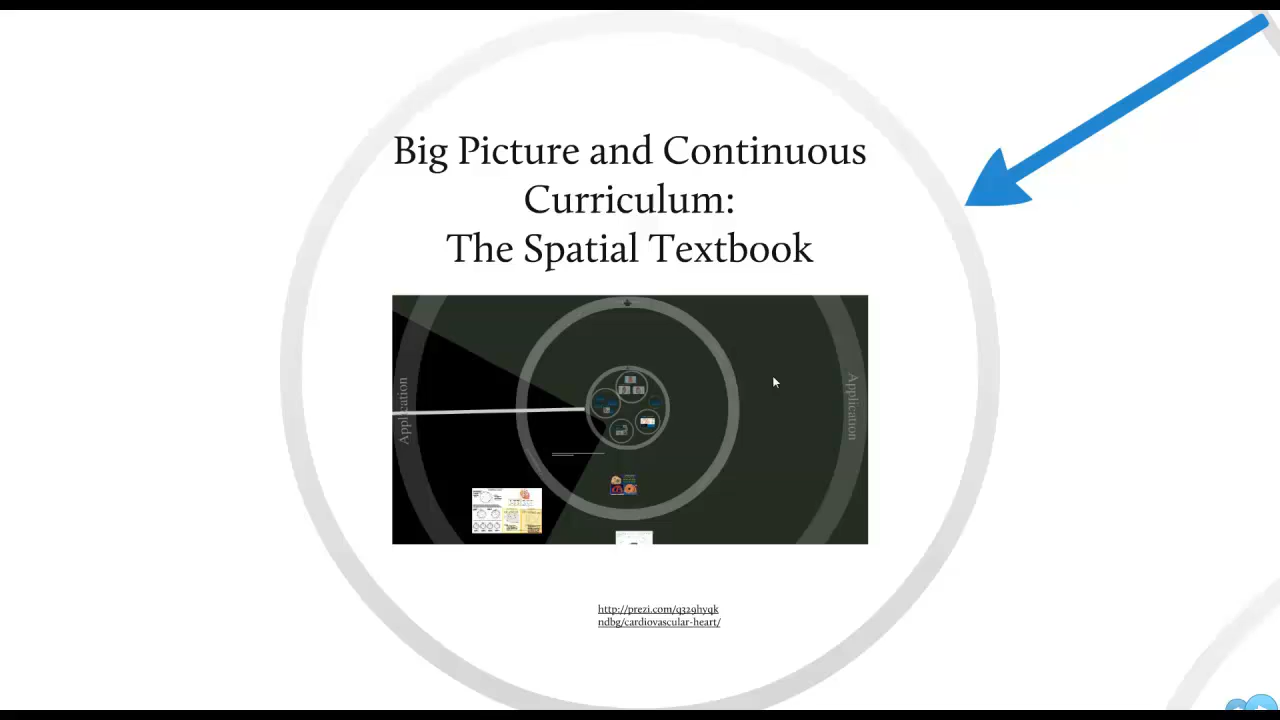 Big Picture and Continuous
Curriculum:
The Spatial Textbook
Application
Application
http://prezi.com/q329hyqk
ndbg/cardiovascular-heart/